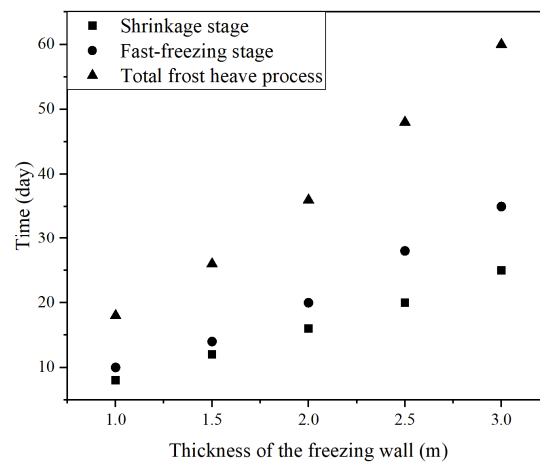 Shrinkage stage
Fast-freezing stage
Total frost heave process
60
50
40
30
20
10
Time (day)
1.0 1.5 2.0 2.5 3.0
Thickness of the freezing wall (m)